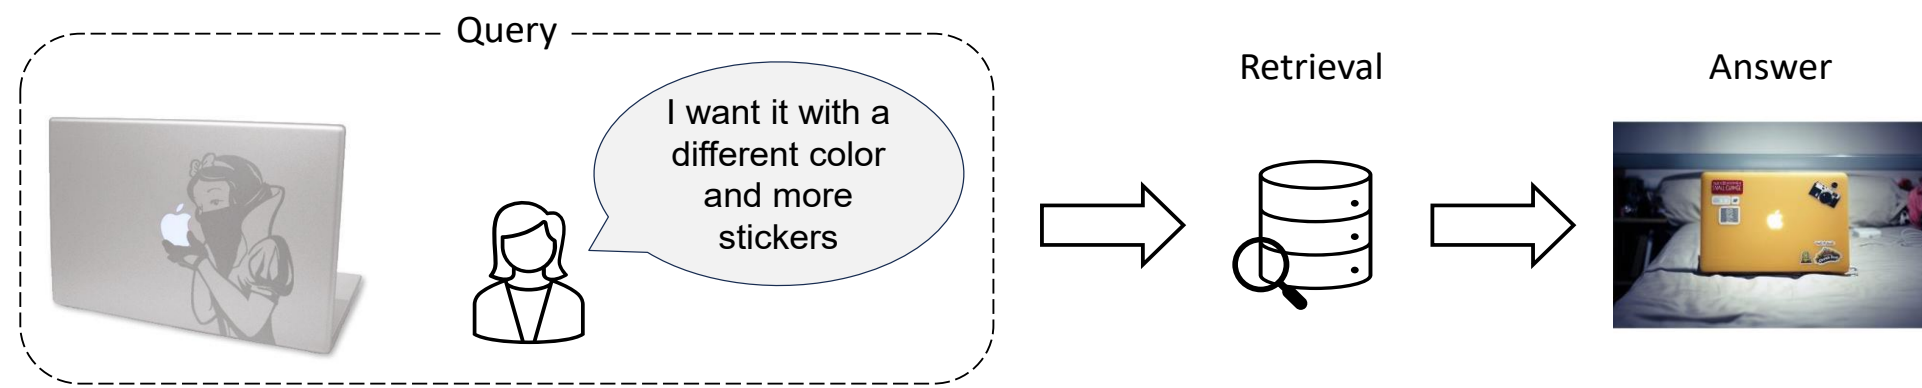 Query
I want it with a
different color
and more
stickers
Retrieval
Answer